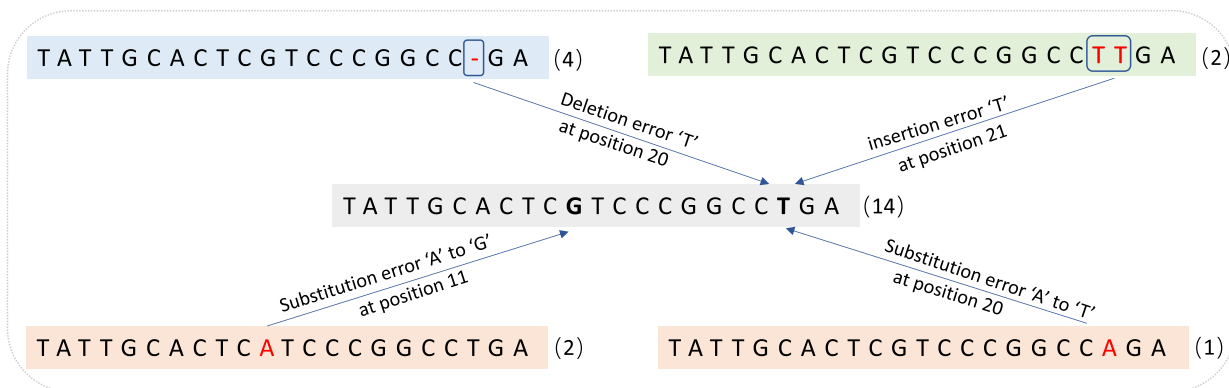 T A T T G C A C T C G T C C C G G C C - G A (4)
T A T T G C A C T C G T C C C G G C C T T G A (2)
Deletion error ‘T’
at position 20
insertion error ‘T’
at position 21
T A T T G C A C T C G T C C C G G C C T G A (14)
Substitution error ‘A’ to ‘G’
at position 11
Substitution error ‘A’ to ‘T’
at position 20
T A T T G C A C T C A T C C C G G C C T G A (2)
T A T T G C A C T C G T C C C G G C C A G A (1)